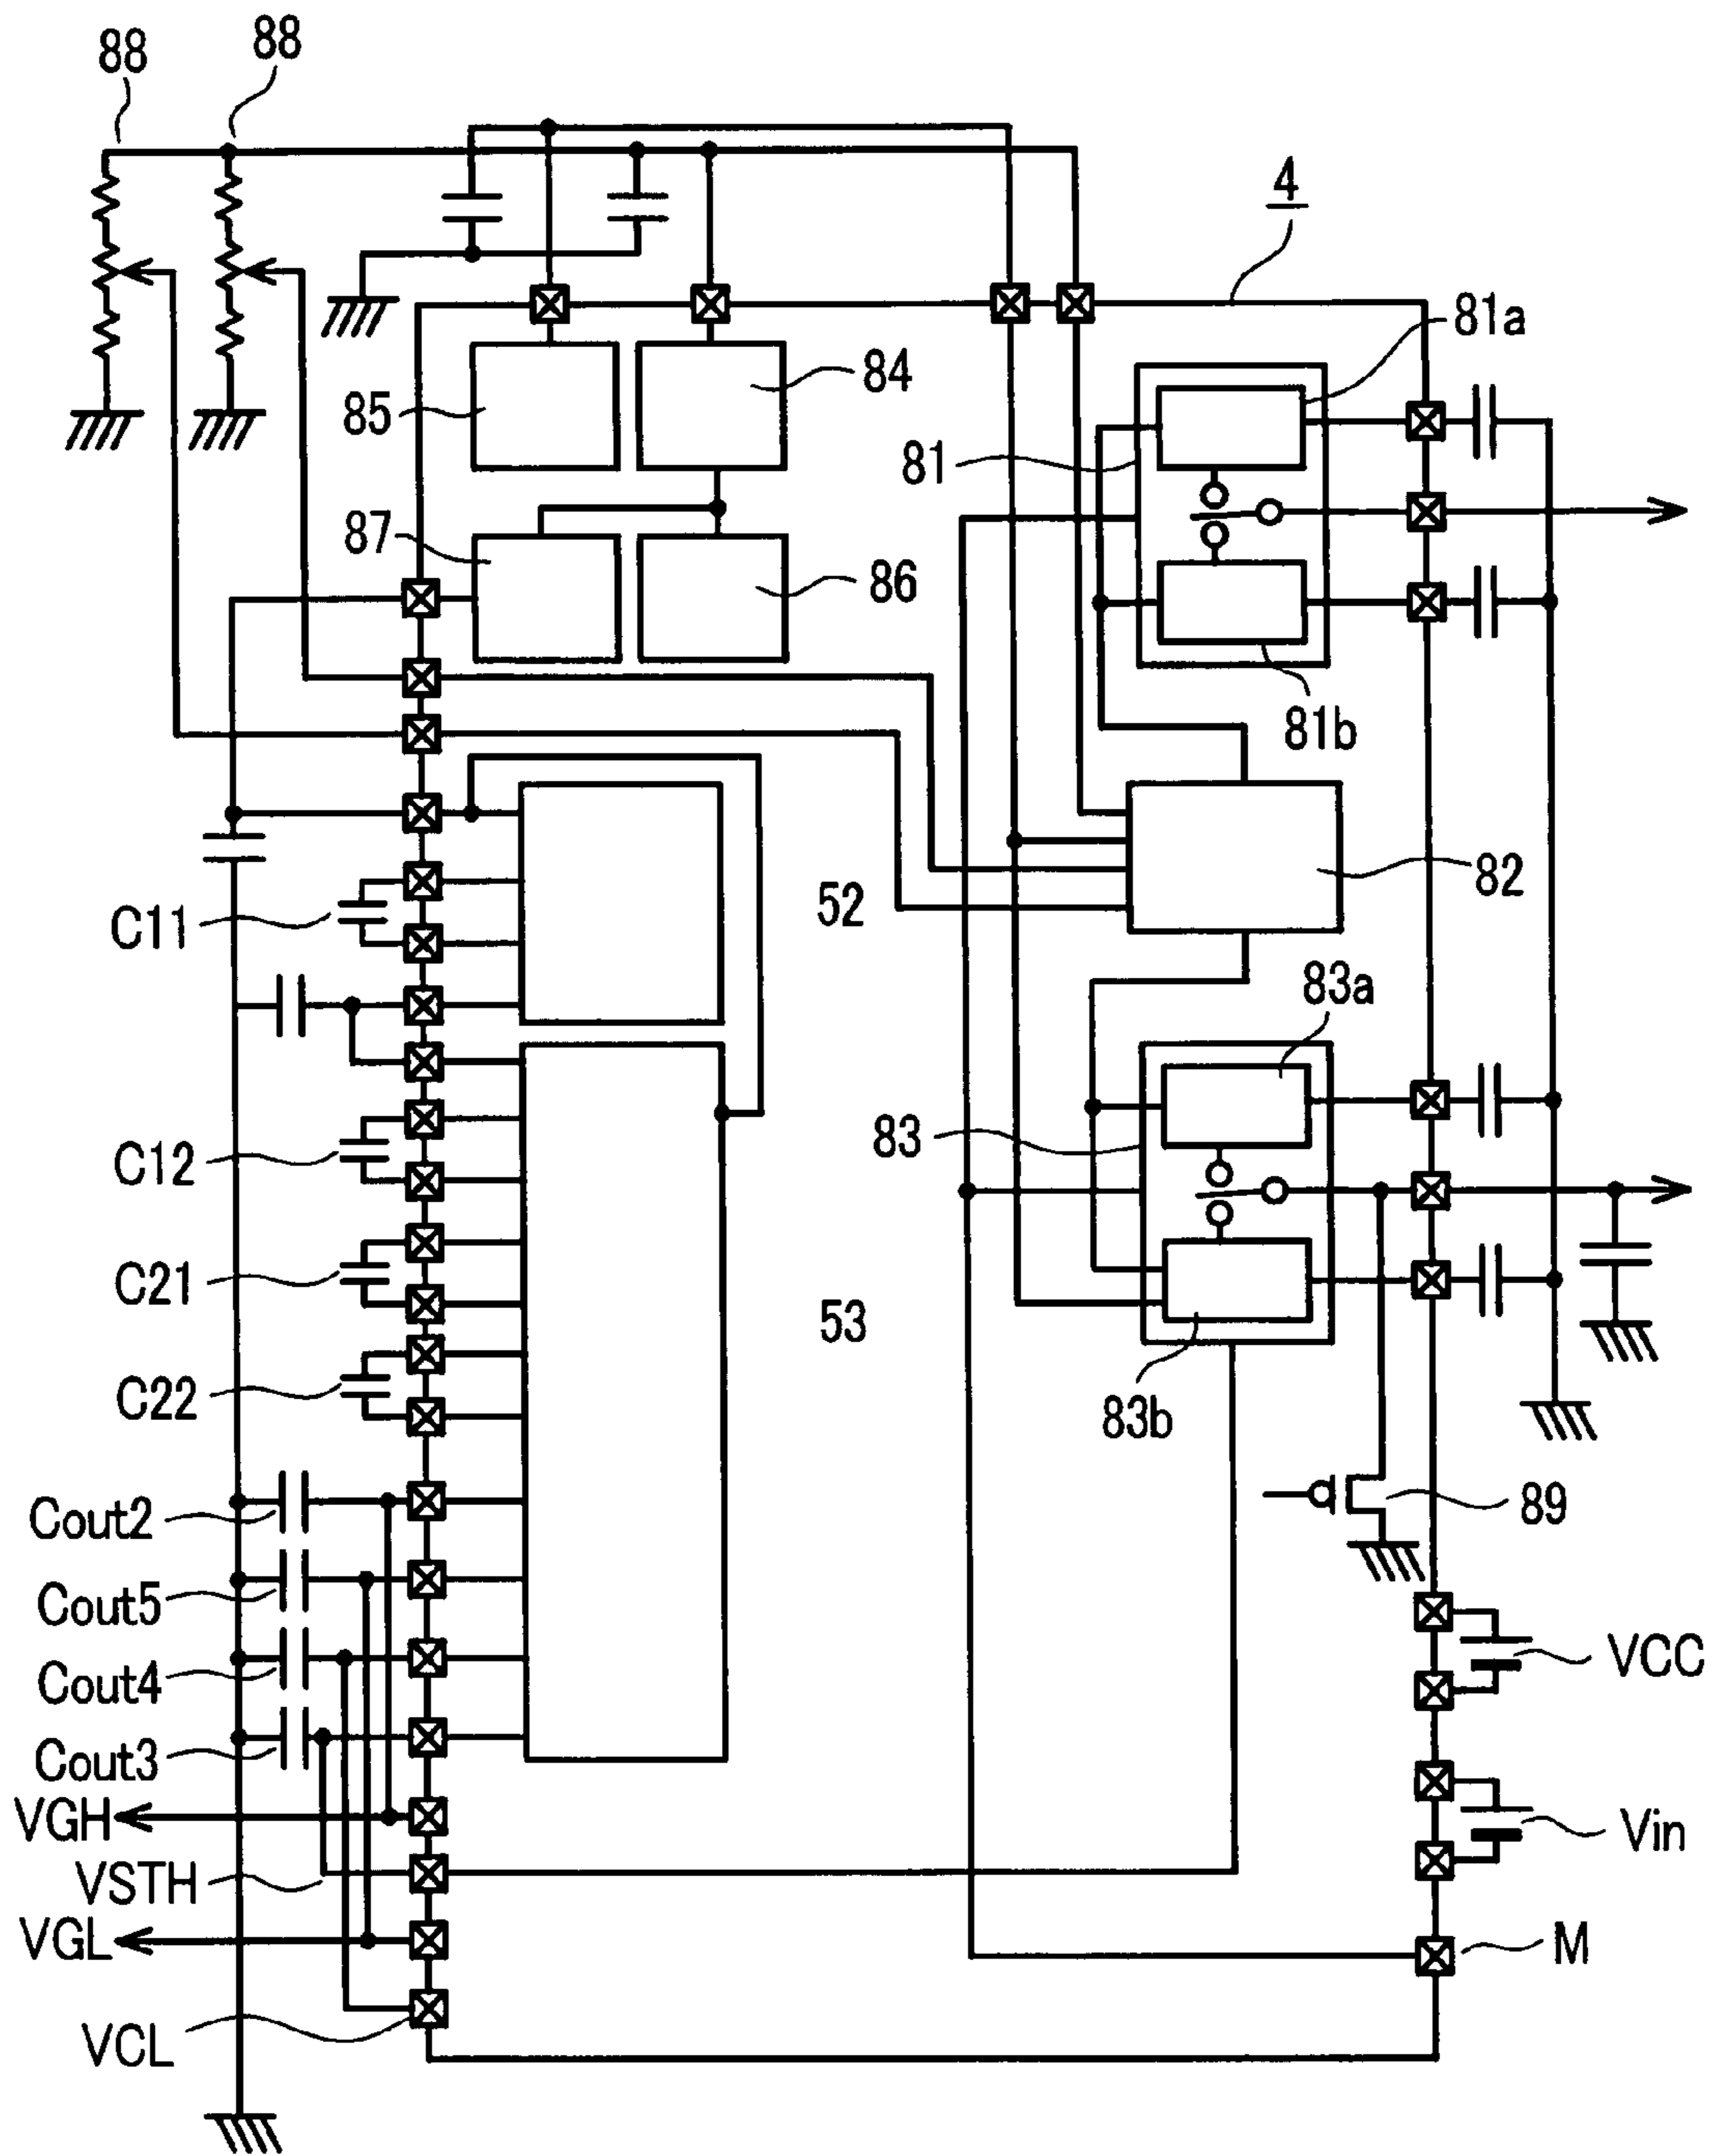 88
88
4
81a
84
85
81
87
86
81b
82
52
C11
83a
83
C12
C21
53
C22
83b
89
Cout2
Cout5
VCC
Cout4
Cout3
VGH
Vin
VSTH
VGL
M
VCL